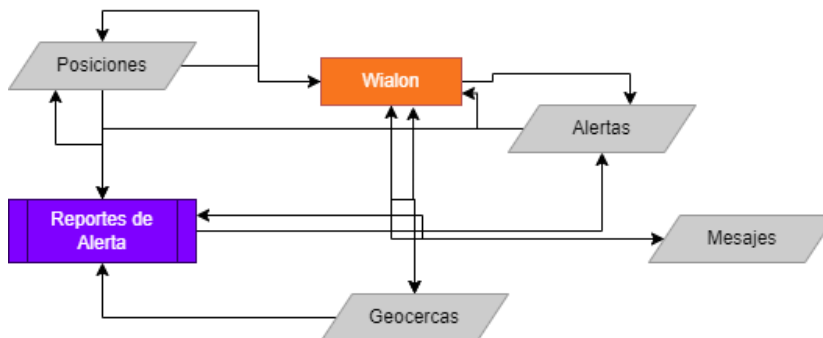 Posiciones
Wialon
Alertas
Reportes de
Alerta
Mesajes
Geocercas